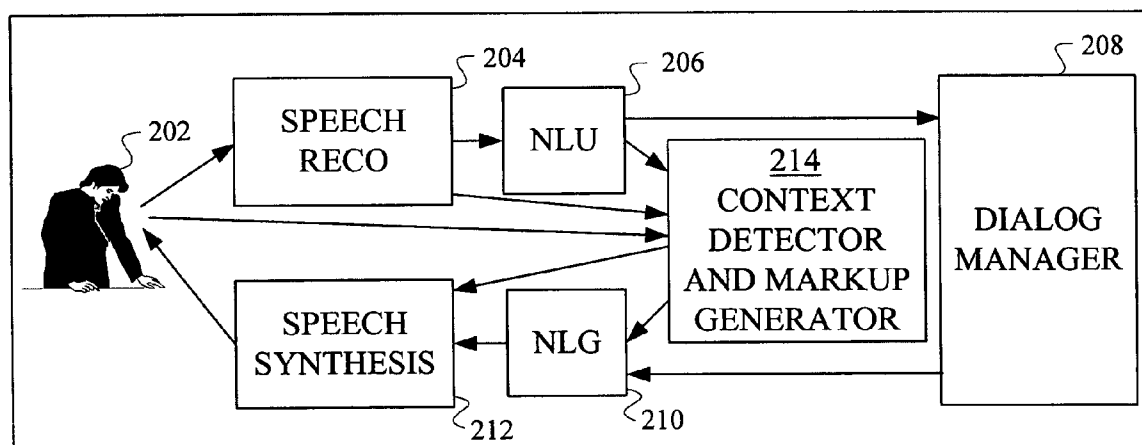 204
206
208
202
SPEECH
RECO
NLU
214
CONTEXT
DETECTOR
AND MARKUP
GENERATOR
DIALOG
MANAGER
SPEECH
SYNTHESIS
NLG
212
210